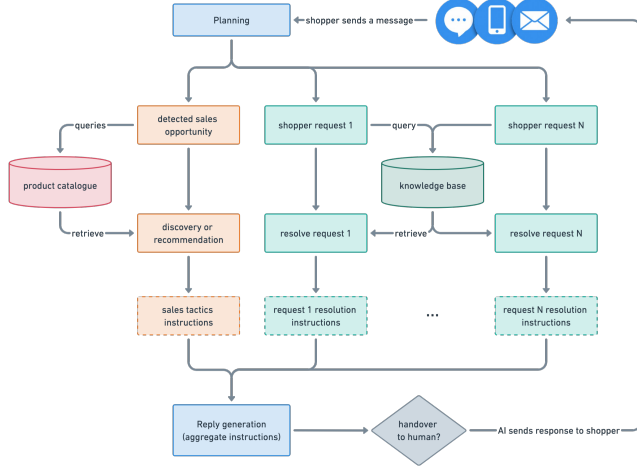 Planning
shopper sends a message
queries
detected sales
opportunity
shopper request 1
query
shopper request N
product catalogue
knowledge base
retrieve
discovery or
recommendation
resolve request 1
retrieve
resolve request N
sales tactics
instructions
request 1 resolution
instructions
...
request N resolution
instructions
Reply generation
(aggregate instructions)
handover
to human?
AI sends response to shopper